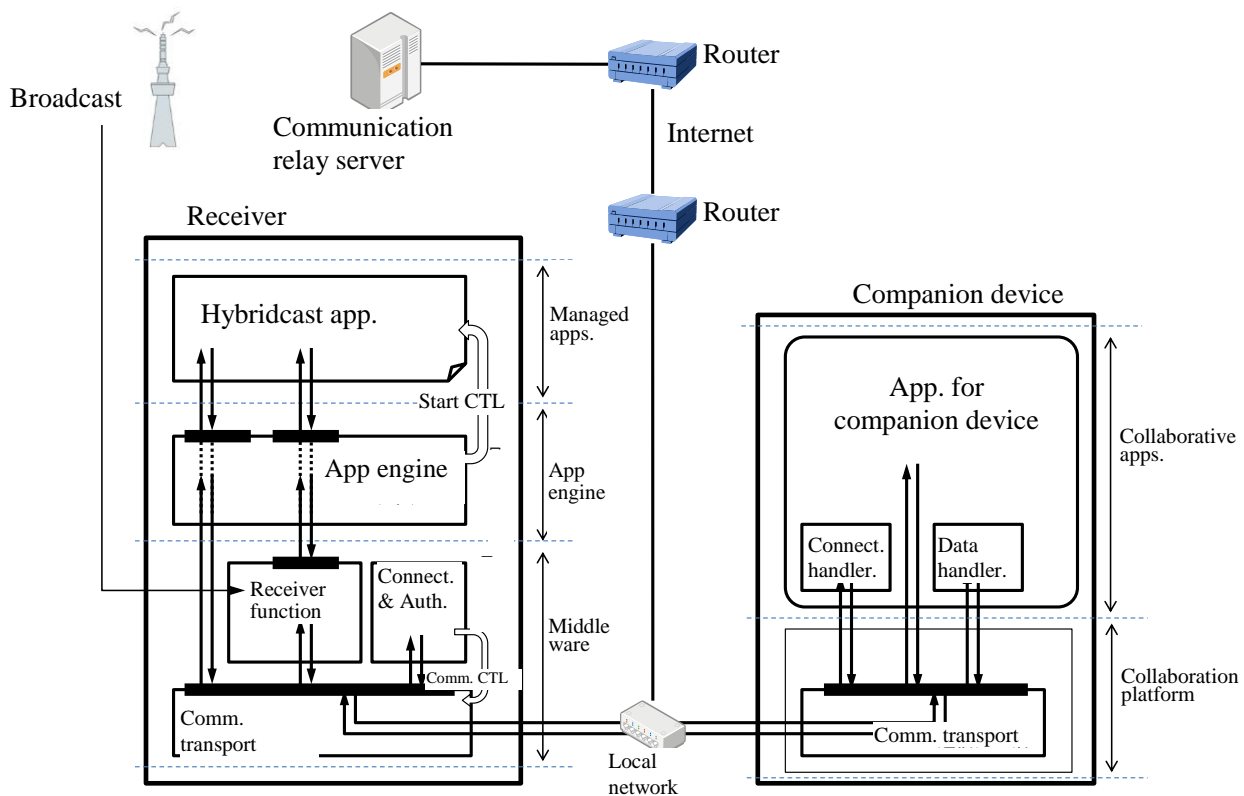 Broadcast
Communication
relay server
Router
Internet
Router
Receiver
Hybridcast app.
Managed
apps.
Start CTL
App engine
App
engine
Receiver
function
Connect.
& Auth.
Middle
ware
Comm. CTL
Comm.
transport
Local
network
Companion device
App. for
companion device
Collaborative
apps.
Connect.
handler.
Data
handler.
Collaboration
platform
Comm. transport